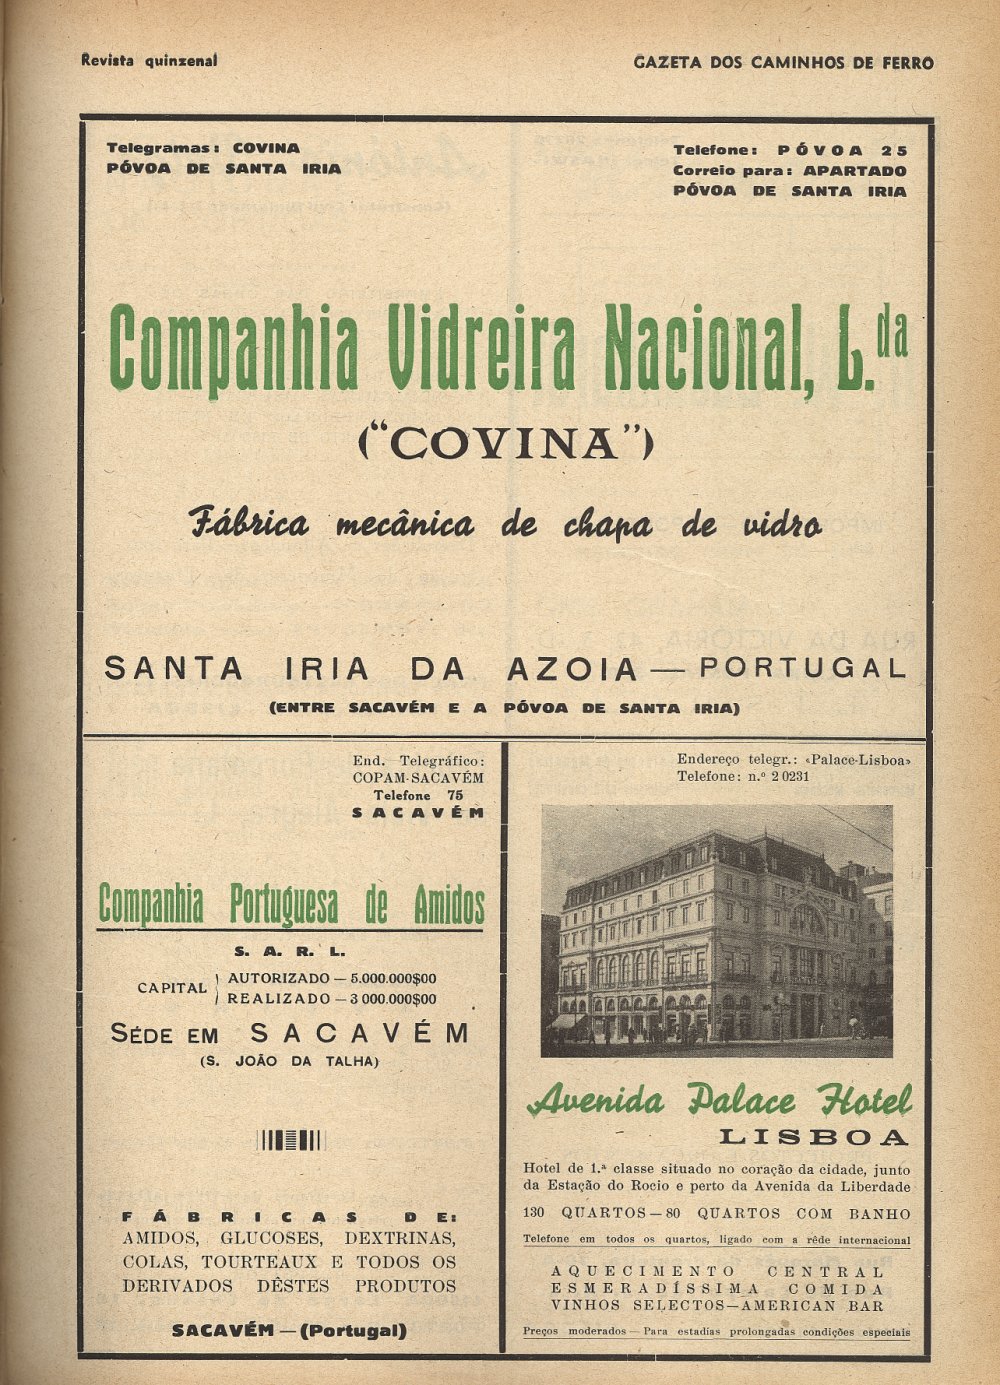 Revista quinzenal
GAZETA DOS CAMINHOS DE FERRO
Telegramas: COVINA
PÓVOA DE SANTA IRIA
Telefone: PÓVOA 25
Correio para: APARTADO
PÓVOA DE SANTA IRIA
Companhia Vidreira Nacional, L.da
("COVINA")
Fábrica mecânica de chapa de vidro
SANTA IRIA DA AZOIA — PORTUGAL
(ENTRE SACAVÉM E A PÓVOA DE SANTA IRIA)
End. Telegráfico:
COPAM-SACAVÉM
Telefone 75
SACAVÉM
Companhia Portuguesa de Amidos
S. A. R. L.
CAPITAL
AUTORIZADO — 5.000.000$00
REALIZADO — 3 000.000$00
SÉDE EM SACAVÉM
(S. JOÃO DA TALHA)
FÁBRICAS DE:
AMIDOS, GLUCOSES, DEXTRINAS,
COLAS, TOURTEAUX E TODOS OS
DERIVADOS DÊSTES PRODUTOS
SACAVÉM — (Portugal)
Endereço telegr.: «Palace-Lisboa»
Telefone: n.º 2 0231
Avenida Palace Hotel
LISBOA
Hotel de 1.ª classe situado no coração da cidade, junto
da Estação do Rocio e perto da Avenida da Liberdade
130 QUARTOS — 80 QUARTOS COM BANHO
Telefone em todos os quartos, ligado com a rêde internacional
AQUECIMENTO CENTRAL
ESMERADÍSSIMA COMIDA
VINHOS SELECTOS—AMERICAN BAR
Preços moderados — Para estadias prolongadas condições especiais